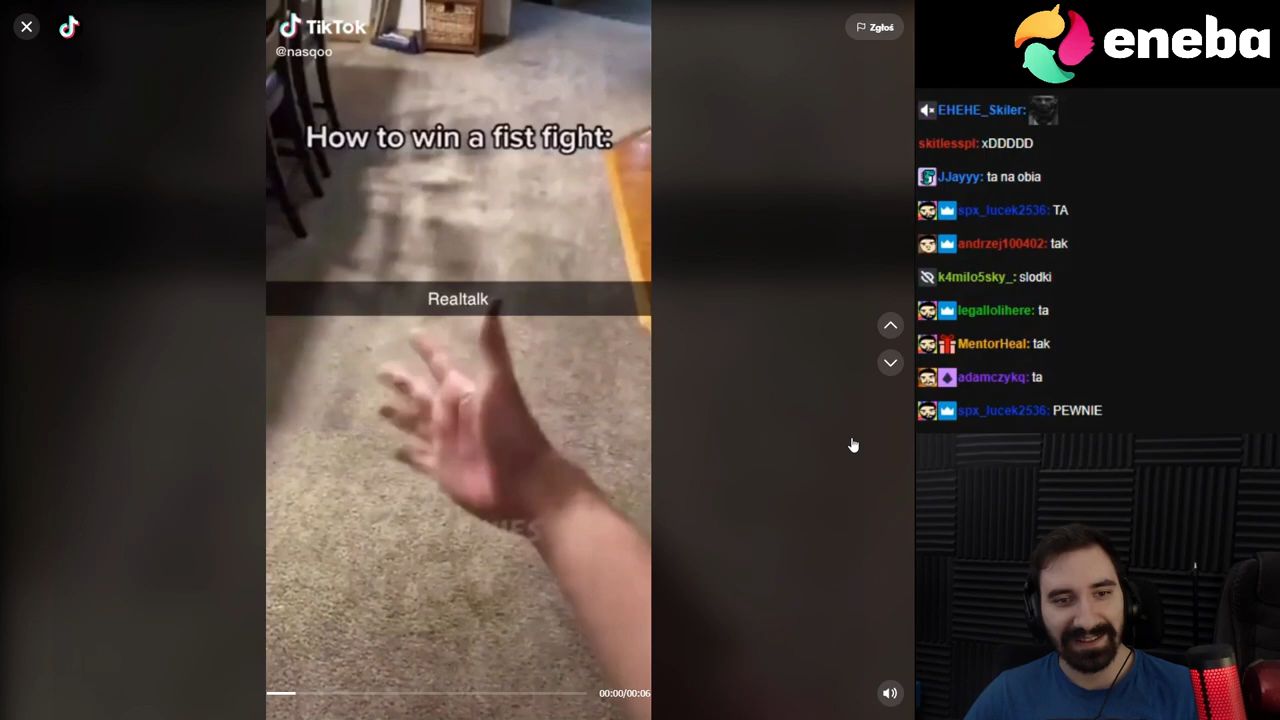 TikTok
@nasqoo
How to win a fist fight:
Realtalk
00:00/00:06
Zgłoś
eneba
EHEHE_Skiler:
skitlesspl: xDDDDD
JJayyy: ta na obia
spx_lucek2536: TA
andrzej100402: tak
k4milo5sky_: slodki
legallolihere: ta
MentorHeal: tak
adamczykq: ta
spx_lucek2536: PEWNIE